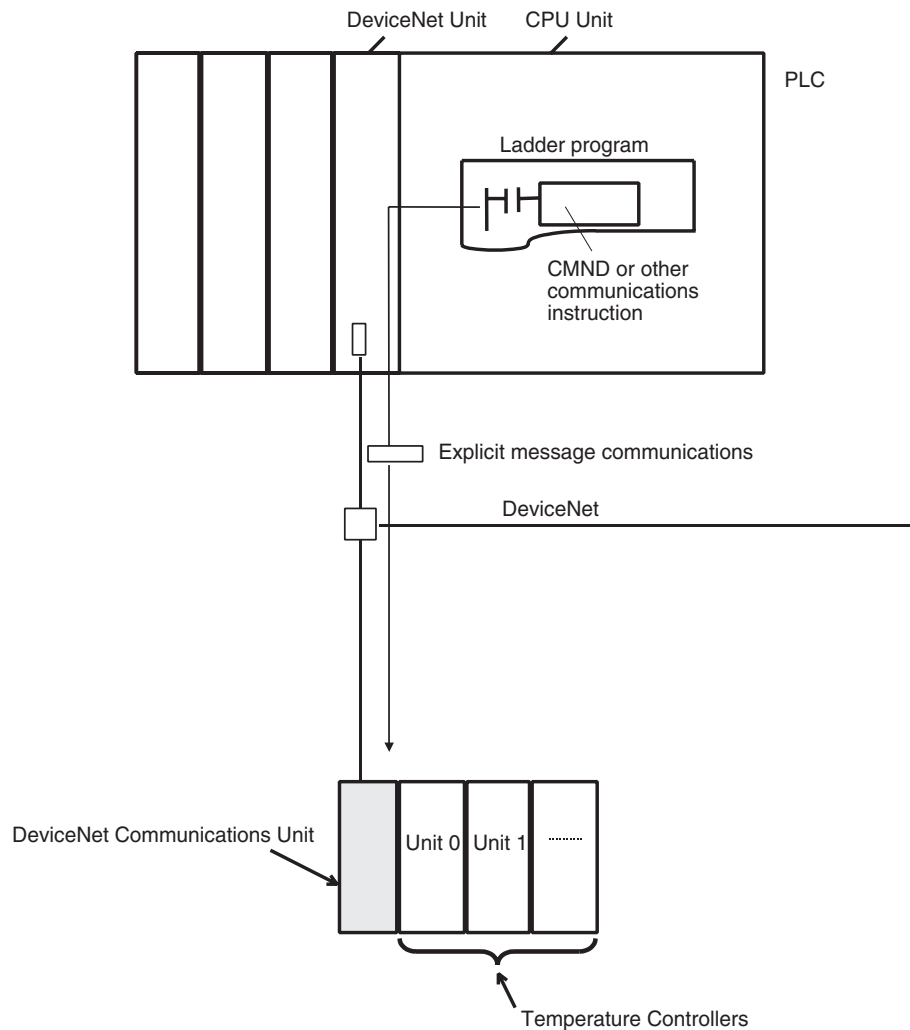 DeviceNet Unit
CPU Unit
PLC
Ladder program
CMND or other
communications
instruction
Explicit message communications
DeviceNet
DeviceNet Communications Unit
Unit 0
Unit 1
.........
Temperature Controllers